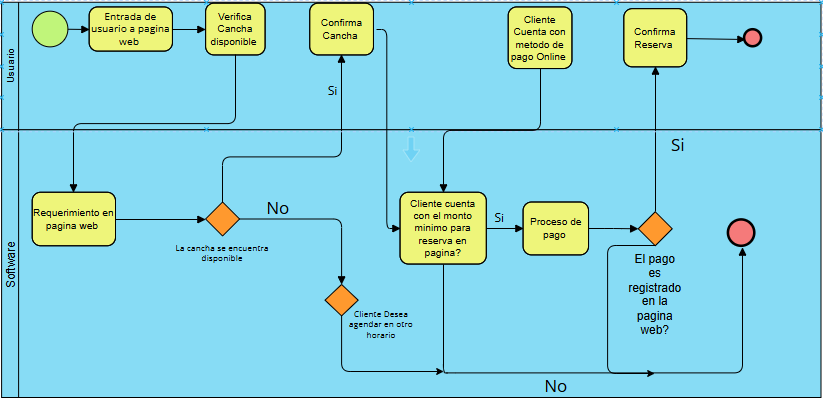 Usuario
Entrada de
usuario a pagina
web
Verifica
Cancha
disponible
Confirma
Cancha
Cliente
Cuenta con
metodo de
pago Online
Confirma
Reserva
Si
Si
Software
Requerimiento en
pagina web
La cancha se encuentra
disponible
No
Cliente Desea
agendar en otro
horario
Cliente cuenta
con el monto
minimo para
reserva en
pagina?
Si
Proceso de
pago
El pago
es
registrado
en la
pagina
web?
No